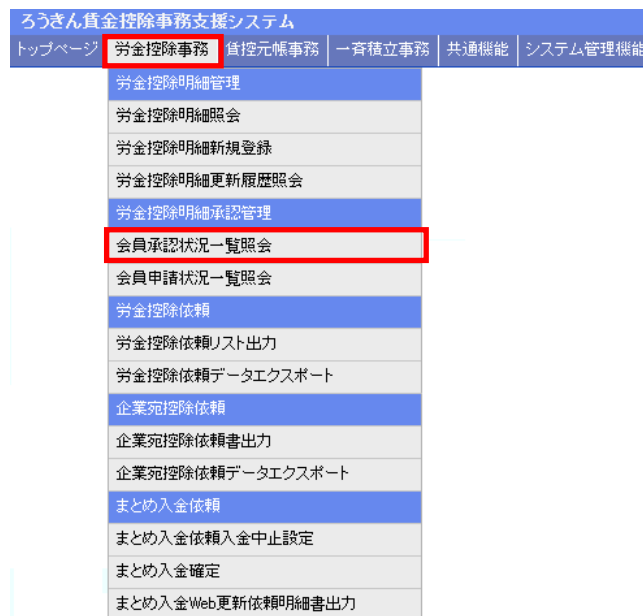 ろうきん賃金控除事務支援システム
トップページ 労金控除事務 賃控元帳事務 一斉積立事務 共通機能 システム管理機能
労金控除明細管理
労金控除明細照会
労金控除明細新規登録
労金控除明細更新履歴照会
労金控除明細承認管理
会員承認状況一覧照会
会員申請状況一覧照会
労金控除依頼
労金控除依頼リスト出力
労金控除依頼データエクスポート
企業宛控除依頼
企業宛控除依頼書出力
企業宛控除依頼データエクスポート
まとめ入金依頼
まとめ入金依頼入金中止設定
まとめ入金確定
まとめ入金Web更新依頼明細書出力